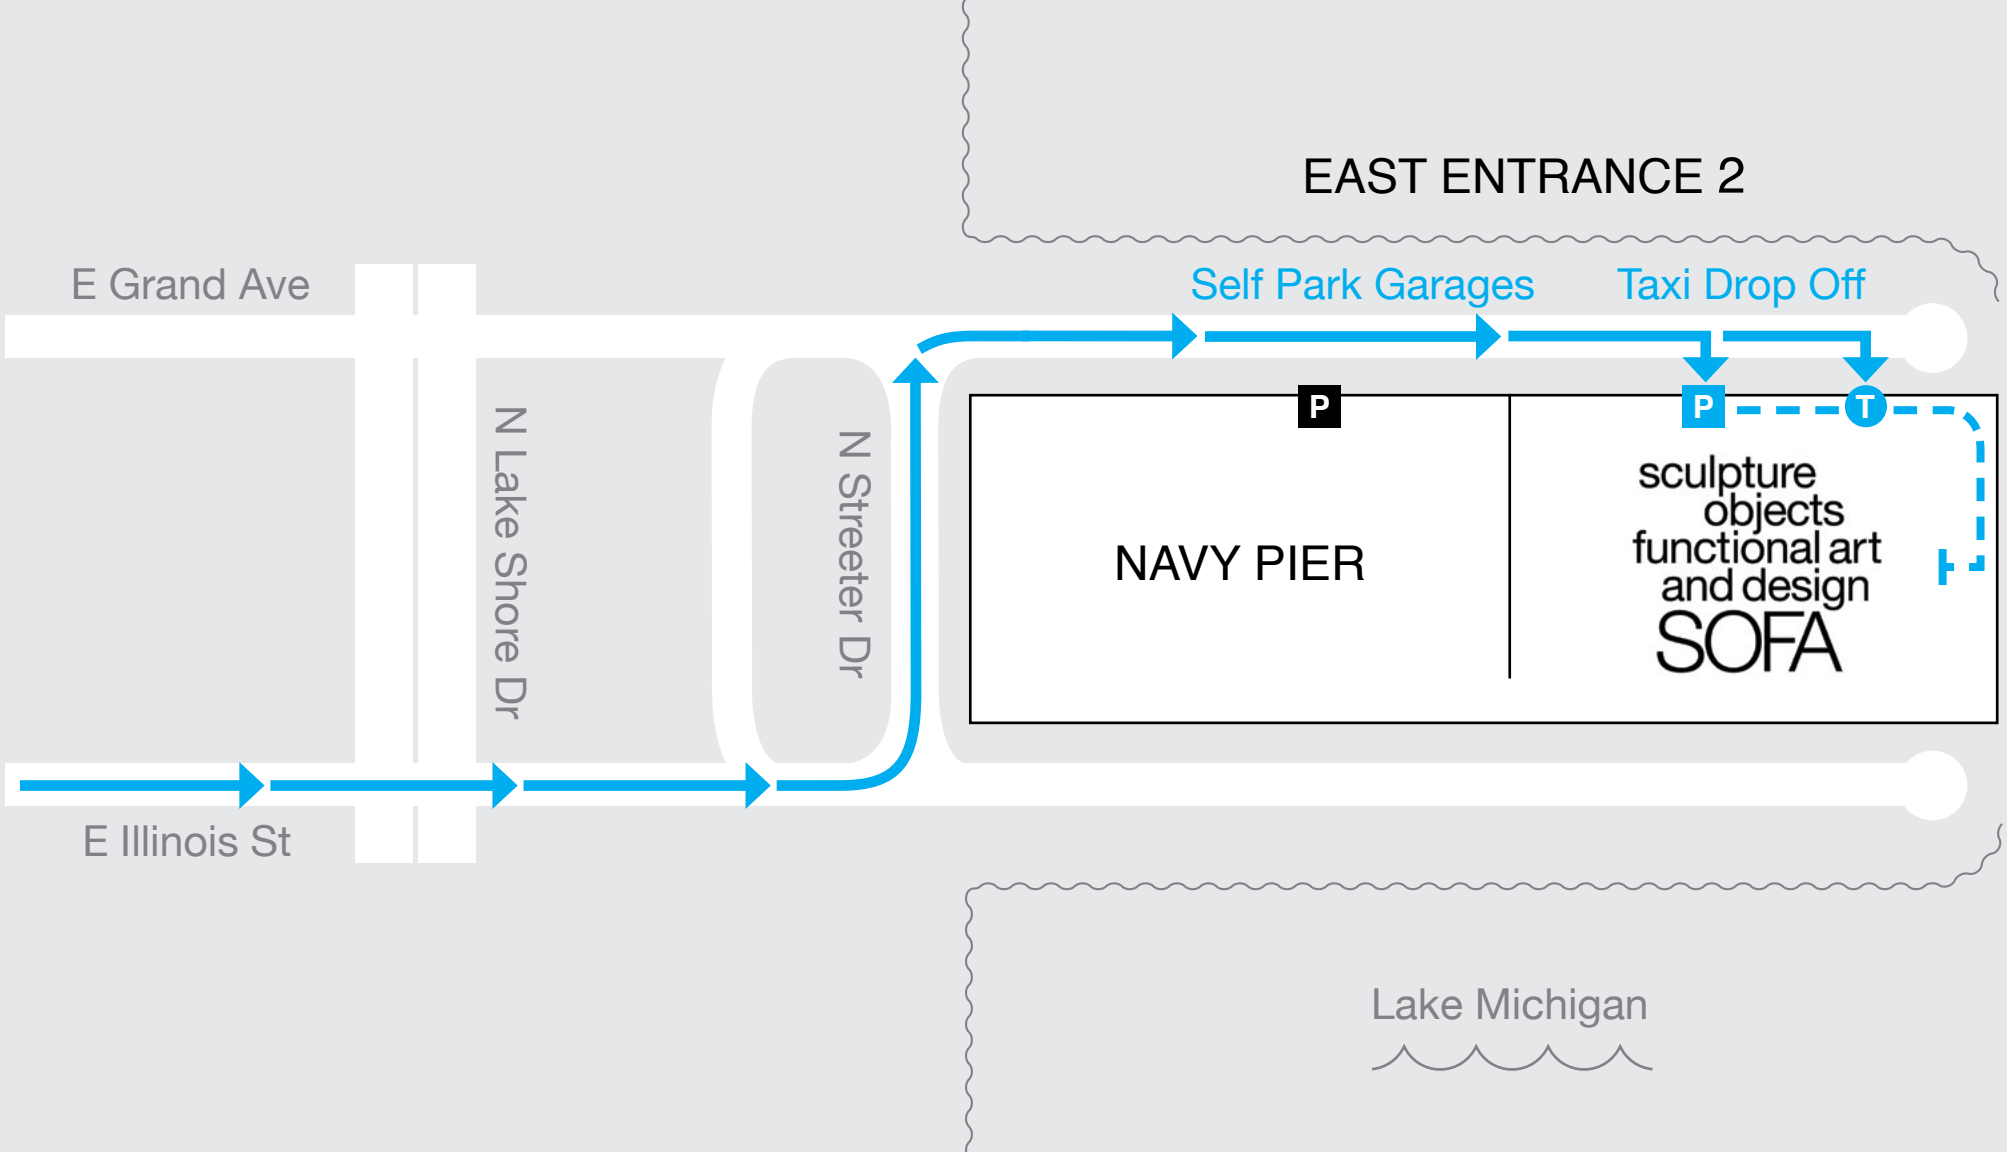 EAST ENTRANCE 2
E Grand Ave
Self Park Garages
Taxi Drop Off
P
P
T
N Lake Shore Dr
N Streeter Dr
NAVY PIER
sculpture
objects
functional art
and design
SOFA
E Illinois St
Lake Michigan